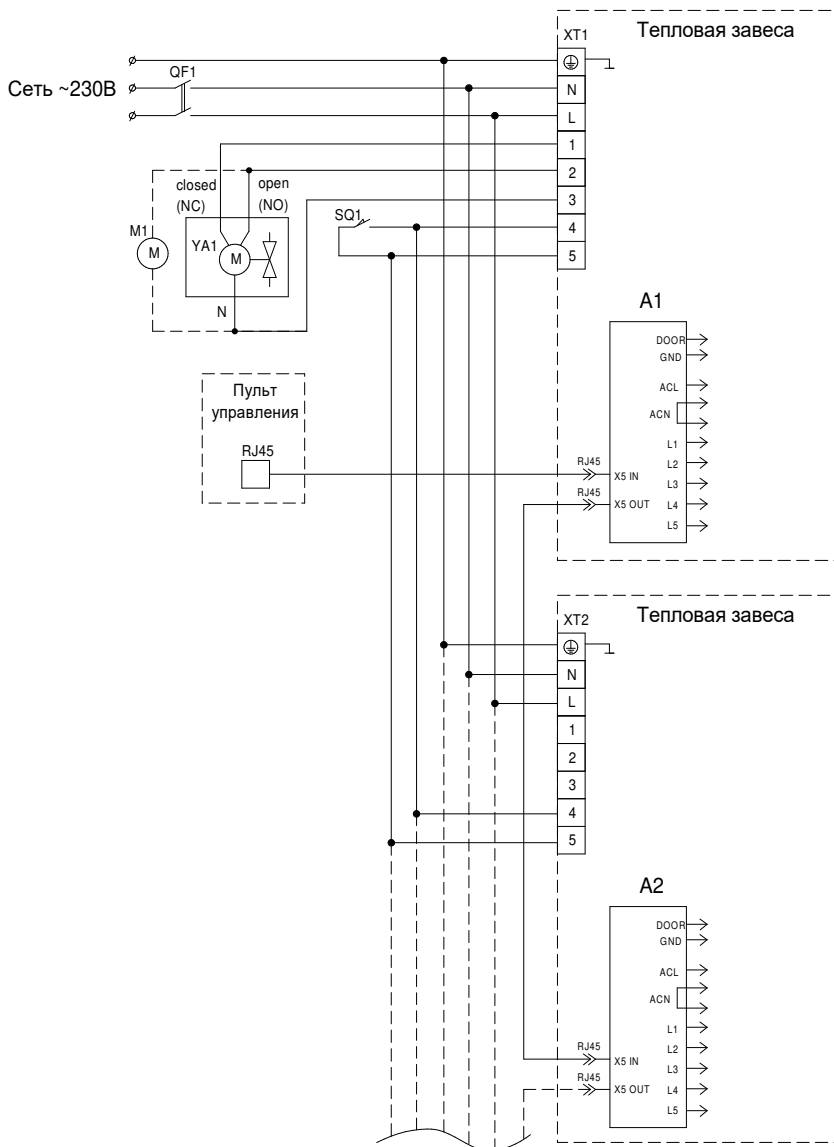 Тепловая завеса
XT1
QF1
Сеть ~230В
N
L
1
closed
open
2
(NC)
(NO)
3
SQ1
M1
YA1
4
M
M
5
N
A1
DOOR
GND
Пульт
управления
ACL
ACN
RJ45
L1
RJ45
L2
X5 IN
L3
RJ45
X5 OUT
L4
L5
Тепловая завеса
XT2
N
L
1
2
3
4
5
A2
DOOR
GND
ACL
ACN
L1
RJ45
L2
X5 IN
L3
RJ45
X5 OUT
L4
L5